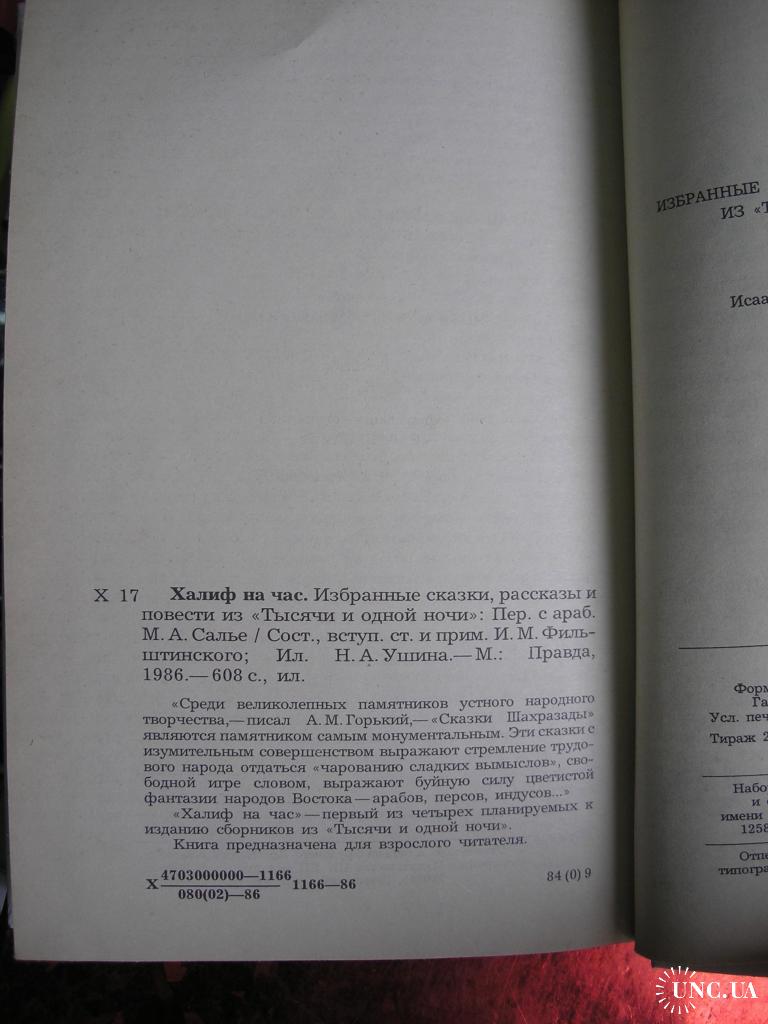 Х 17 Халиф на час. Избранные сказки, рассказы и
повести из «Тысячи и одной ночи»: Пер. с араб.
М. А. Салье / Сост., вступ. ст. и прим. И. М. Филь-
штинского; Ил. Н. А. Ушина.— М.: Правда,
1986.— 608 с., ил.
«Среди великолепных памятников устного народного
творчества,— писал А. М. Горький,— «Сказки Шахразады»
являются памятником самым монументальным. Эти сказки с
изумительным совершенством выражают стремление трудо-
вого народа отдаться «чарованию сладких вымыслов», сво-
бодной игре словом, выражают буйную силу цветистой
фантазии народов Востока — арабов, персов, индусов...»
«Халиф на час» — первый из четырех планируемых к
изданию сборников из «Тысячи и одной ночи».
Книга предназначена для взрослого читателя.
Х 4703000000—1166
080(02)—86
1166—86
84 (0) 9
ИЗБРАННЫЕ
ИЗ «Т
Исаа
Форм
Га
Усл. печ
Тираж 2
Набо
и
имени
1258
Отпе
типогра
UNC.UA